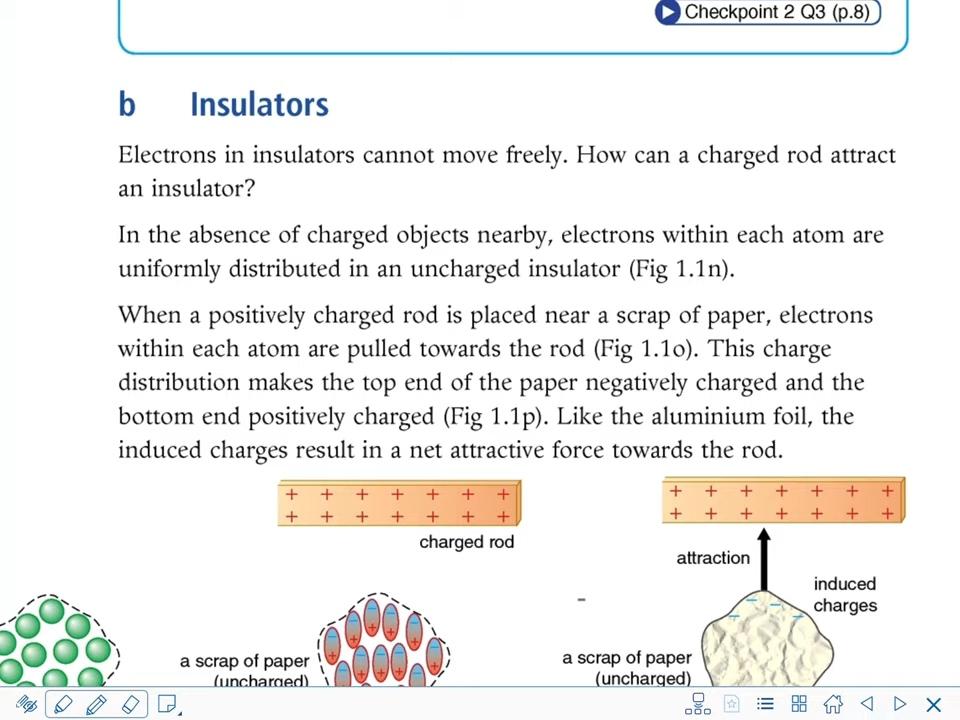 Checkpoint 2 Q3 (p.8)
b Insulators
Electrons in insulators cannot move freely. How can a charged rod attract
an insulator?
In the absence of charged objects nearby, electrons within each atom are
uniformly distributed in an uncharged insulator (Fig 1.1n).
When a positively charged rod is placed near a scrap of paper, electrons
within each atom are pulled towards the rod (Fig 1.1o). This charge
distribution makes the top end of the paper negatively charged and the
bottom end positively charged (Fig 1.1p). Like the aluminium foil, the
induced charges result in a net attractive force towards the rod.
+ + + + + + +
+ + + + + + +
charged rod
a scrap of paper
(uncharged)
+ + + + + + +
+ + + + + + +
attraction
induced
charges
a scrap of paper
(uncharged)